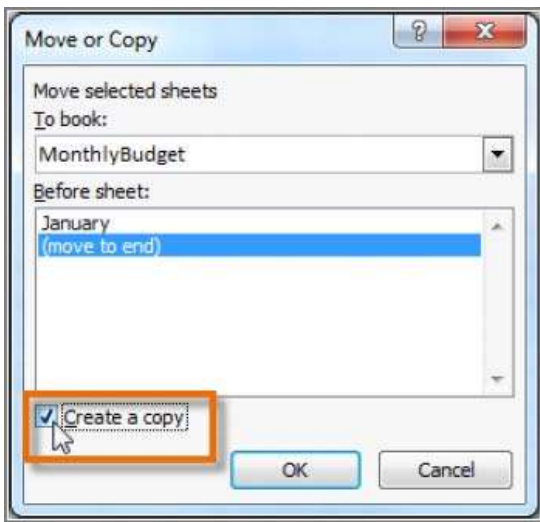 Move or Copy
Move selected sheets
To book:
MonthlyBudget
Before sheet:
January
(move to end)
Create a copy
OK
Cancel